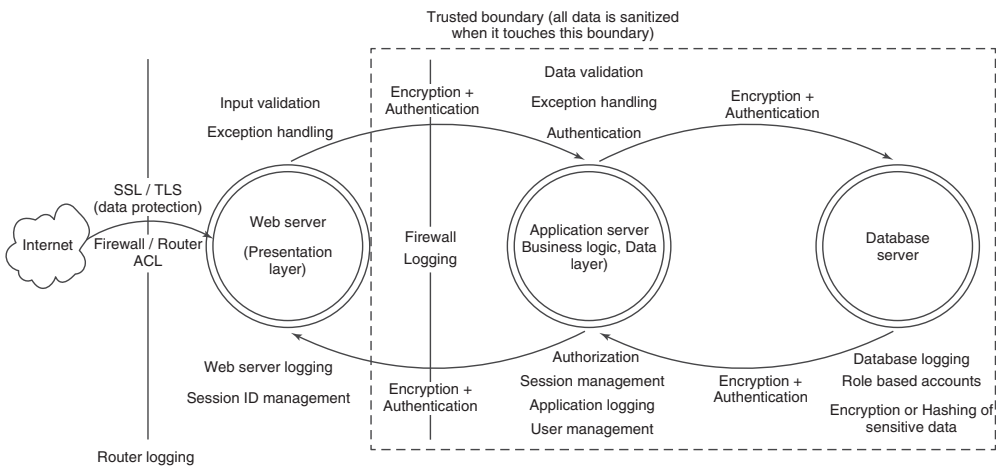 Trusted boundary (all data is sanitized
when it touches this boundary)
Input validation
Exception handling
Encryption +
Authentication
Data validation
Exception handling
Authentication
Encryption +
Authentication
SSL / TLS
(data protection)
Internet
Firewall / Router
ACL
Web server
(Presentation
layer)
Firewall
Logging
Application server
Business logic, Data
layer)
Database
server
Web server logging
Session ID management
Encryption +
Authentication
Authorization
Session management
Application logging
User management
Encryption +
Authentication
Database logging
Role based accounts
Encryption or Hashing of
sensitive data
Router logging